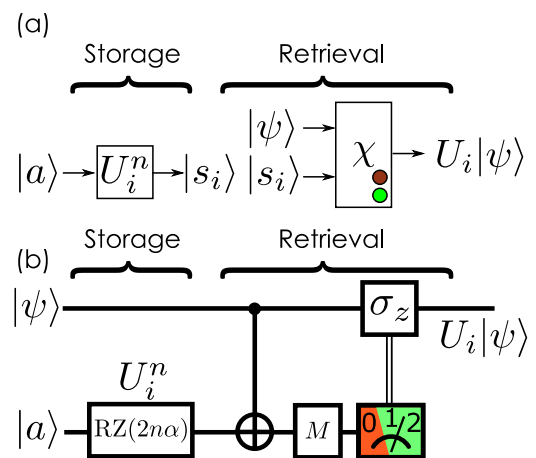 (a)
Storage Retrieval
|ψ⟩
|a⟩ U_i^n |s_i⟩ |s_i⟩ χ U_i|ψ⟩
Storage Retrieval
(b)
|ψ⟩ σ_z U_i|ψ⟩
U_i^n
|a⟩ RZ(2nα) M 0 1 2